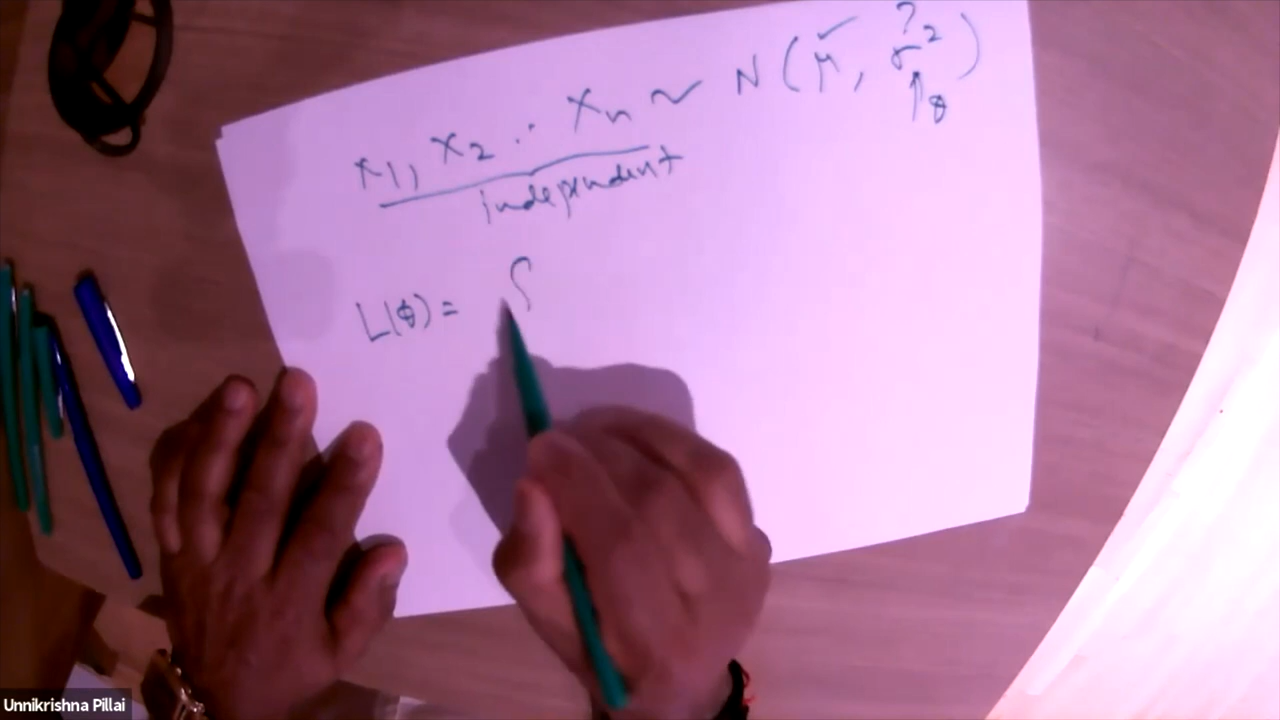 x₁, x₂ .. xₙ ~ N(μ, σ²)
✓ ?
↑ θ
independent
L(θ) = 
Unnikrishna Pillai